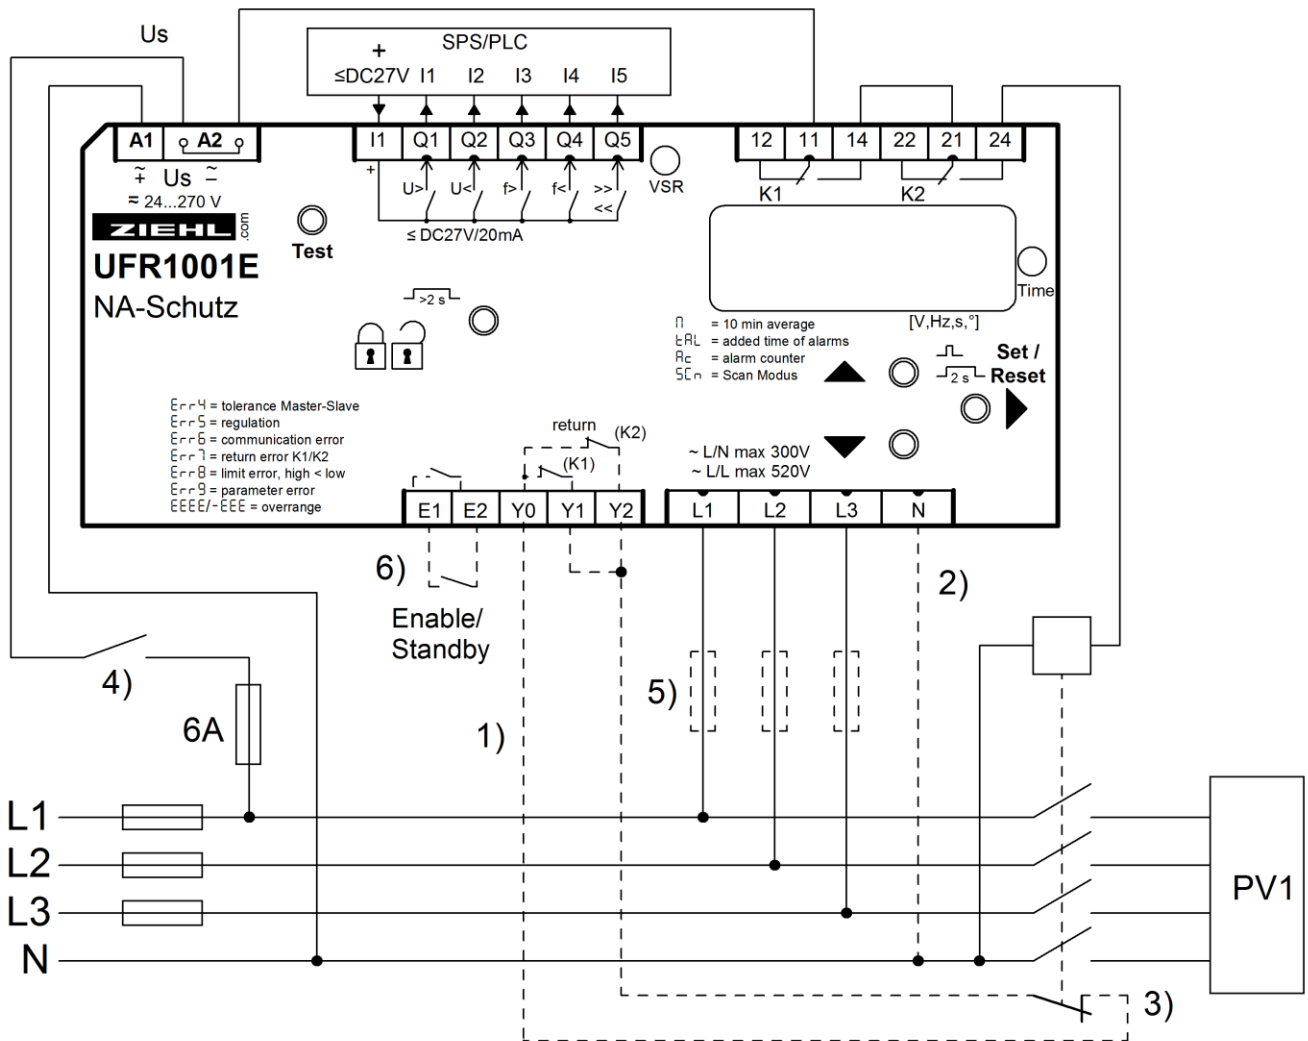 Us
SPS/PLC
+
≤DC27V I1 I2 I3 I4 I5
A1 A2 I1 Q1 Q2 Q3 Q4 Q5 12 11 14 22 21 24
+ Us
≂ 24...270 V
+ U> U< f> f< >>
<<
VSR
K1 K2
≤ DC27V/20mA
ZIEHL .com
Test
UFR1001E
NA-Schutz
Time
>2 s
[V,Hz,s,°]
n = 10 min average
tAL = added time of alarms
Ac = alarm counter
SCn = Scan Modus
2 s
Set /
Reset
Err4 = tolerance Master-Slave
Err5 = regulation
Err6 = communication error
Err7 = return error K1/K2
Err8 = limit error, high < low
Err9 = parameter error
EEEE/-EEE = overrange
return (K2)
(K1)
~ L/N max 300V
~ L/L max 520V
E1 E2 Y0 Y1 Y2 L1 L2 L3 N
6)
Enable/
Standby
2)
4)
5)
6A
1)
L1
L2
L3
N
PV1
3)